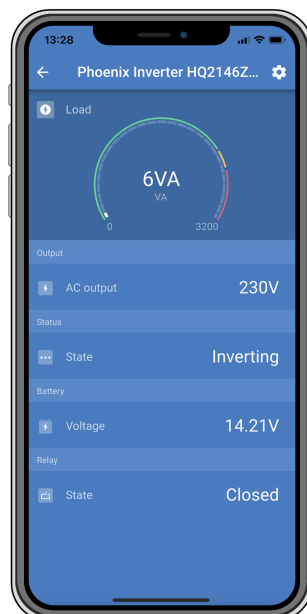 13:28
Phoenix Inverter HQ2146Z...
Load
6VA
VA
0 3200
Output
AC output 230V
Status
State Inverting
Battery
Voltage 14.21V
Relay
State Closed